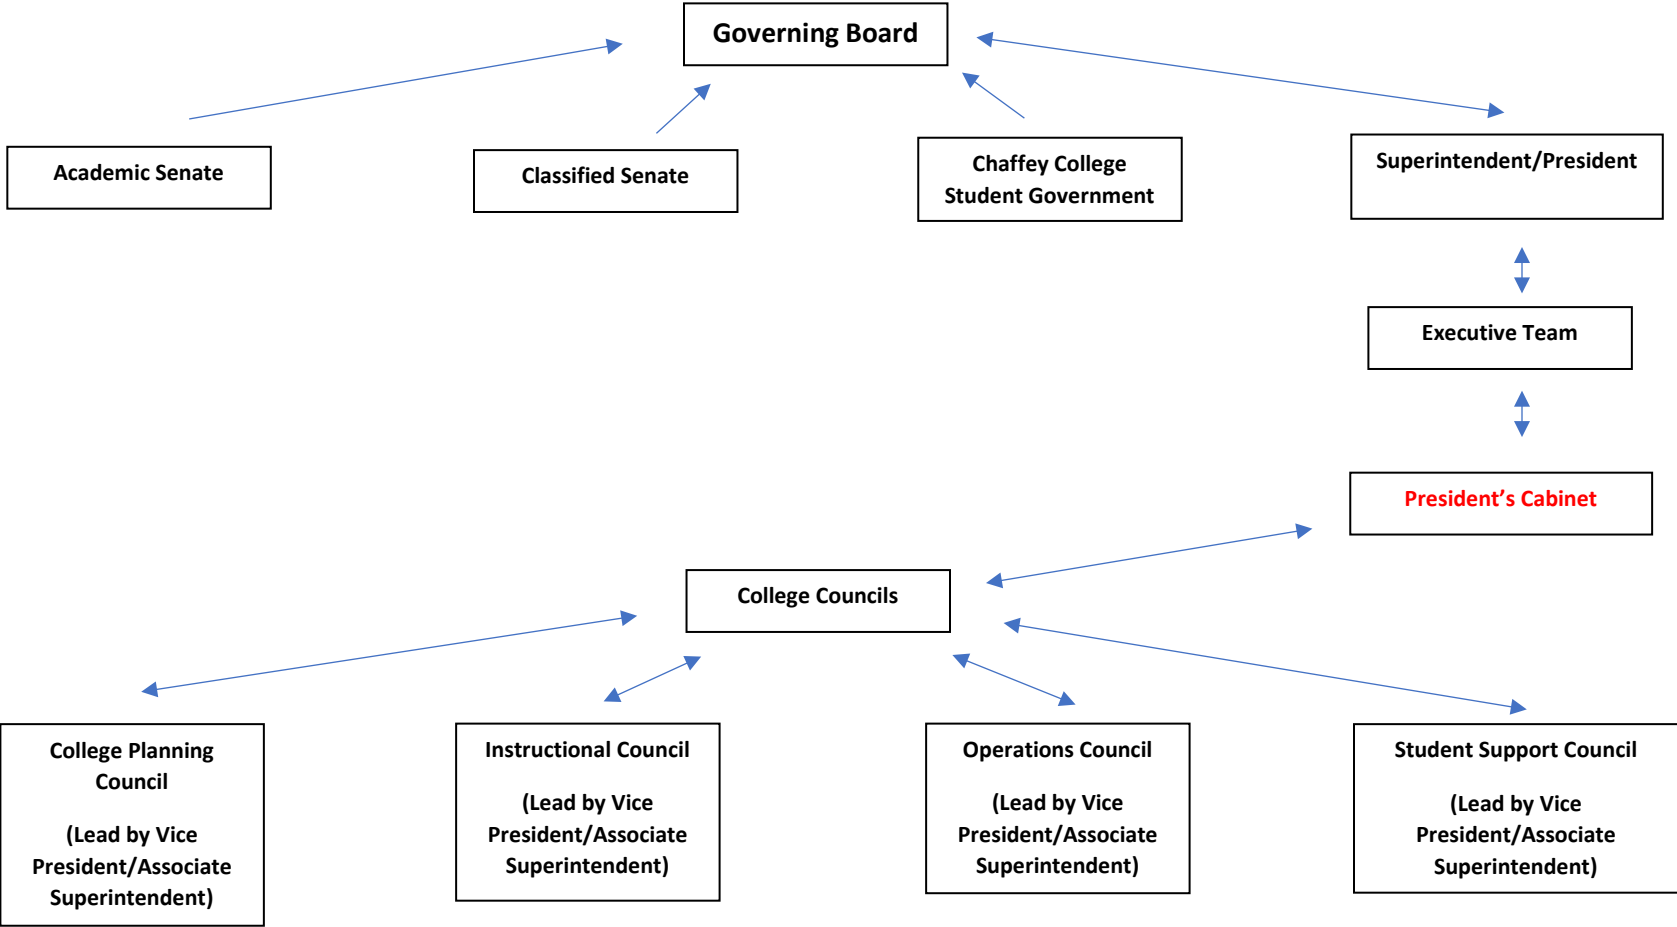 Governing Board
Academic Senate
Classified Senate
Chaffey College
Student Government
Superintendent/President
Executive Team
President’s Cabinet
College Councils
College Planning
Council
(Lead by Vice
President/Associate
Superintendent)
Instructional Council
(Lead by Vice
President/Associate
Superintendent)
Operations Council
(Lead by Vice
President/Associate
Superintendent)
Student Support Council
(Lead by Vice
President/Associate
Superintendent)